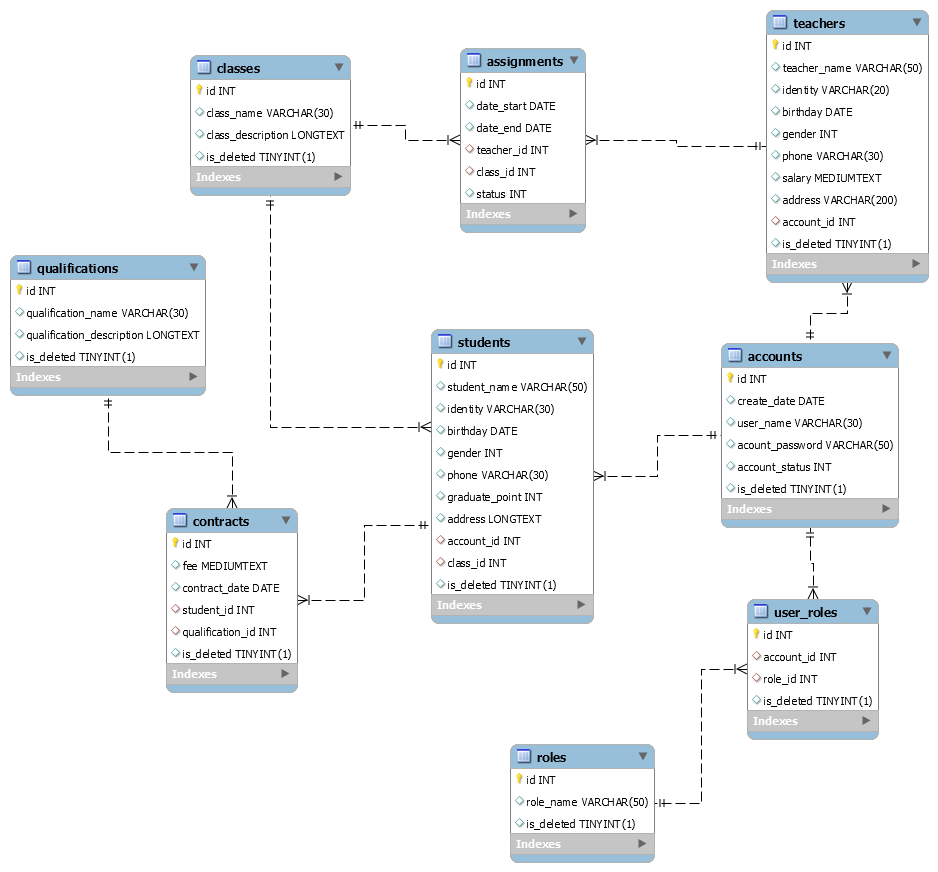 teachers
id INT
teacher_name VARCHAR(50)
identity VARCHAR(20)
birthday DATE
gender INT
phone VARCHAR(30)
salary MEDIUMTEXT
address VARCHAR(200)
account_id INT
is_deleted TINYINT(1)
Indexes
classes
id INT
class_name VARCHAR(30)
class_description LONGTEXT
is_deleted TINYINT(1)
Indexes
assignments
id INT
date_start DATE
date_end DATE
teacher_id INT
class_id INT
status INT
Indexes
qualifications
id INT
qualification_name VARCHAR(30)
qualification_description LONGTEXT
is_deleted TINYINT(1)
Indexes
students
id INT
student_name VARCHAR(50)
identity VARCHAR(30)
birthday DATE
gender INT
phone VARCHAR(30)
graduate_point INT
address LONGTEXT
account_id INT
class_id INT
is_deleted TINYINT(1)
Indexes
accounts
id INT
create_date DATE
user_name VARCHAR(30)
acount_password VARCHAR(50)
account_status INT
is_deleted TINYINT(1)
Indexes
contracts
id INT
fee MEDIUMTEXT
contract_date DATE
student_id INT
qualification_id INT
is_deleted TINYINT(1)
Indexes
user_roles
id INT
account_id INT
role_id INT
is_deleted TINYINT(1)
Indexes
roles
id INT
role_name VARCHAR(50)
is_deleted TINYINT(1)
Indexes